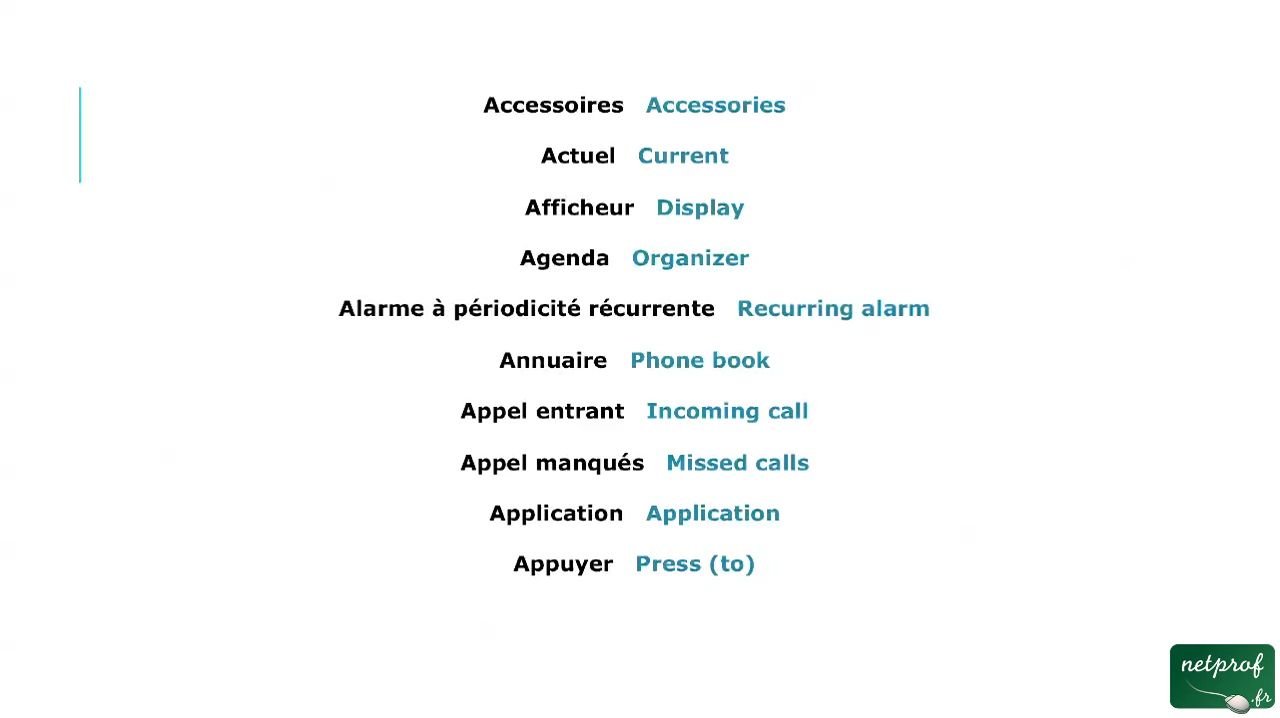 Accessoires Accessories
Actuel Current
Afficheur Display
Agenda Organizer
Alarme à périodicité récurrente Recurring alarm
Annuaire Phone book
Appel entrant Incoming call
Appel manqués Missed calls
Application Application
Appuyer Press (to)
netprof
.fr